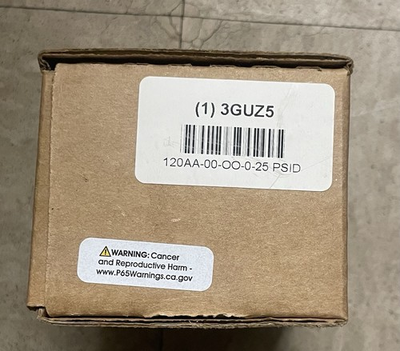 (1) 3GUZ5
120AA-00-OO-0-25 PSID
WARNING: Cancer
and Reproductive Harm -
www.P65Warnings.ca.gov